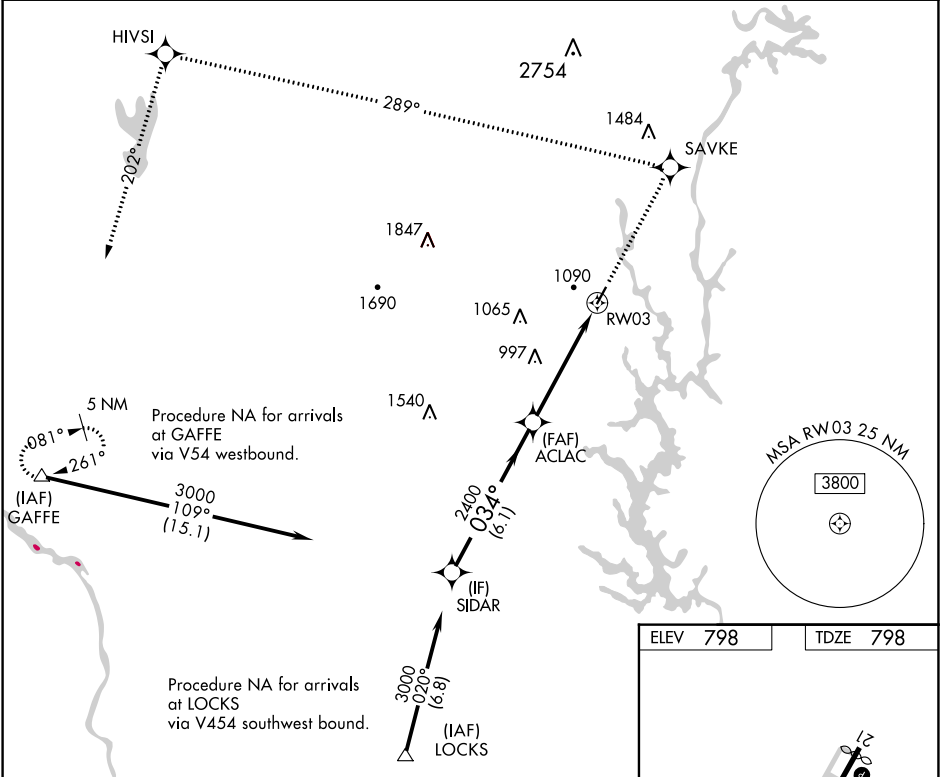 HIVSI
2754
289°
1484
SAVKE
202°
1847
1690
1090
1065
RW03
997
1540
5 NM
081°
261°
Procedure NA for arrivals
at GAFFE
via V54 westbound.
(FAF)
ACLAC
MSA RW03 25 NM
3800
(IAF)
GAFFE
3000
109°
(15.1)
2400
034°
(6.1)
(IF)
SIDAR
ELEV 798
TDZE 798
Procedure NA for arrivals
at LOCKS
via V454 southwest bound.
3000
020°
(6.8)
(IAF)
LOCKS
21